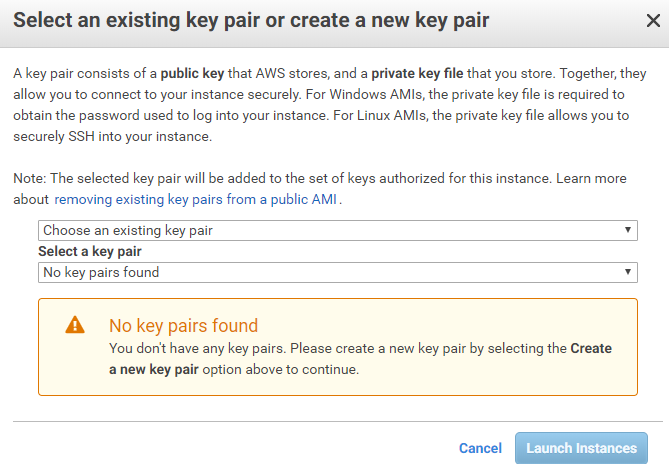 Select an existing key pair or create a new key pair
A key pair consists of a public key that AWS stores, and a private key file that you store. Together, they
allow you to connect to your instance securely. For Windows AMIs, the private key file is required to
obtain the password used to log into your instance. For Linux AMIs, the private key file allows you to
securely SSH into your instance.
Note: The selected key pair will be added to the set of keys authorized for this instance. Learn more
about removing existing key pairs from a public AMI.
Choose an existing key pair
Select a key pair
No key pairs found
No key pairs found
You don't have any key pairs. Please create a new key pair by selecting the Create
a new key pair option above to continue.
Cancel Launch Instances